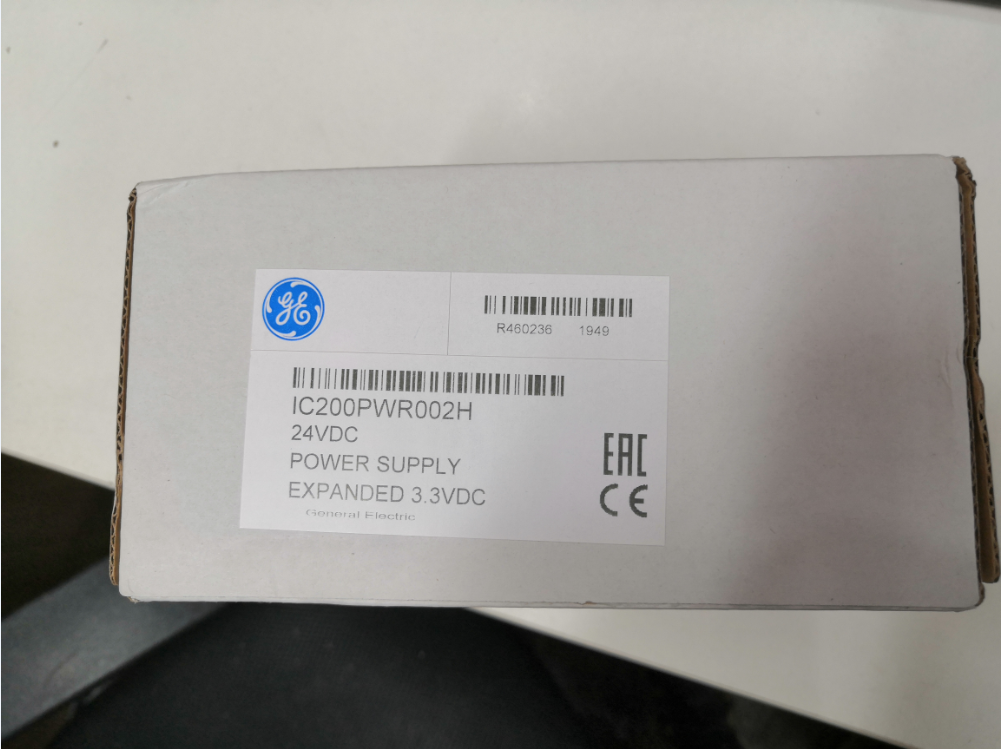 GE
R460236 1949
IC200PWR002H
24VDC
POWER SUPPLY
EXPANDED 3.3VDC
General Electric
EAC
CE